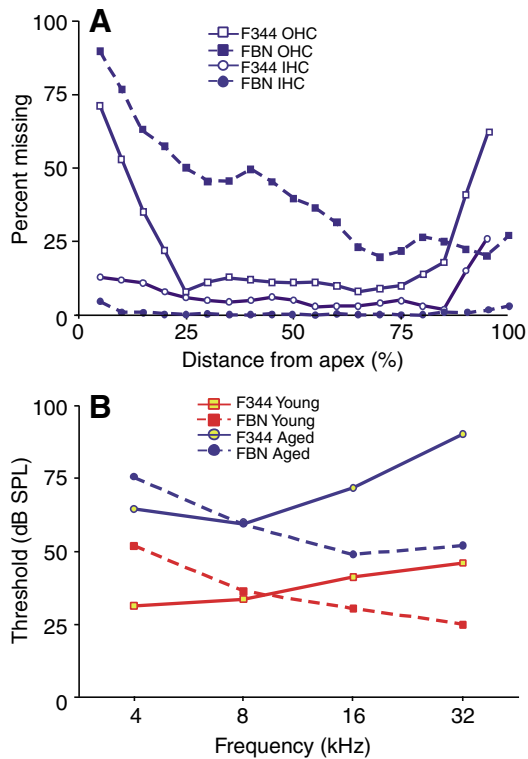 A
F344 OHC
FBN OHC
F344 IHC
FBN IHC
100
75
50
25
0
Percent missing
0 25 50 75 100
Distance from apex (%)
B
F344 Young
FBN Young
F344 Aged
FBN Aged
100
75
50
25
0
Threshold (dB SPL)
4 8 16 32
Frequency (kHz)